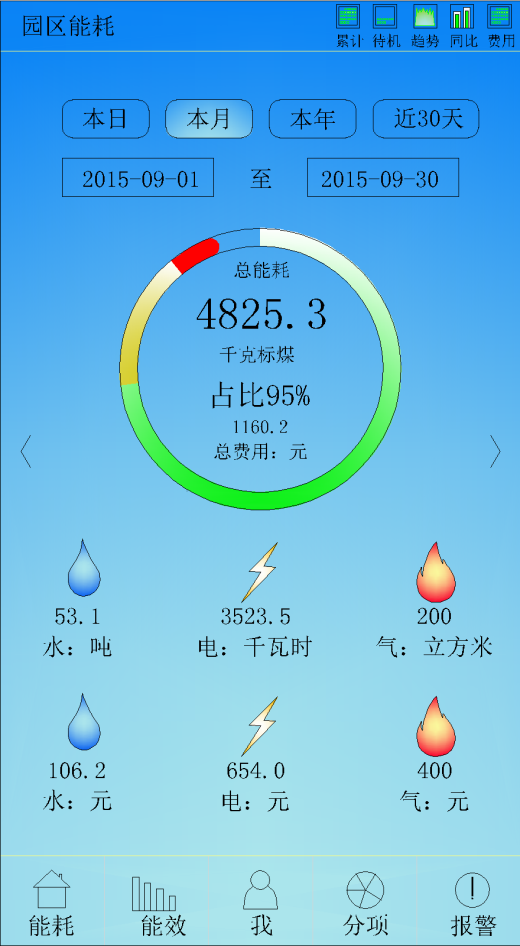 园区能耗
累计 待机 趋势 同比 费用
本日 本月 本年 近30天
2015-09-01 至 2015-09-30
总能耗
4825.3
千克标煤
占比95%
1160.2
总费用：元
53.1 3523.5 200
水：吨 电：千瓦时 气：立方米
106.2 654.0 400
水：元 电：元 气：元
能耗 能效 我 分项 报警